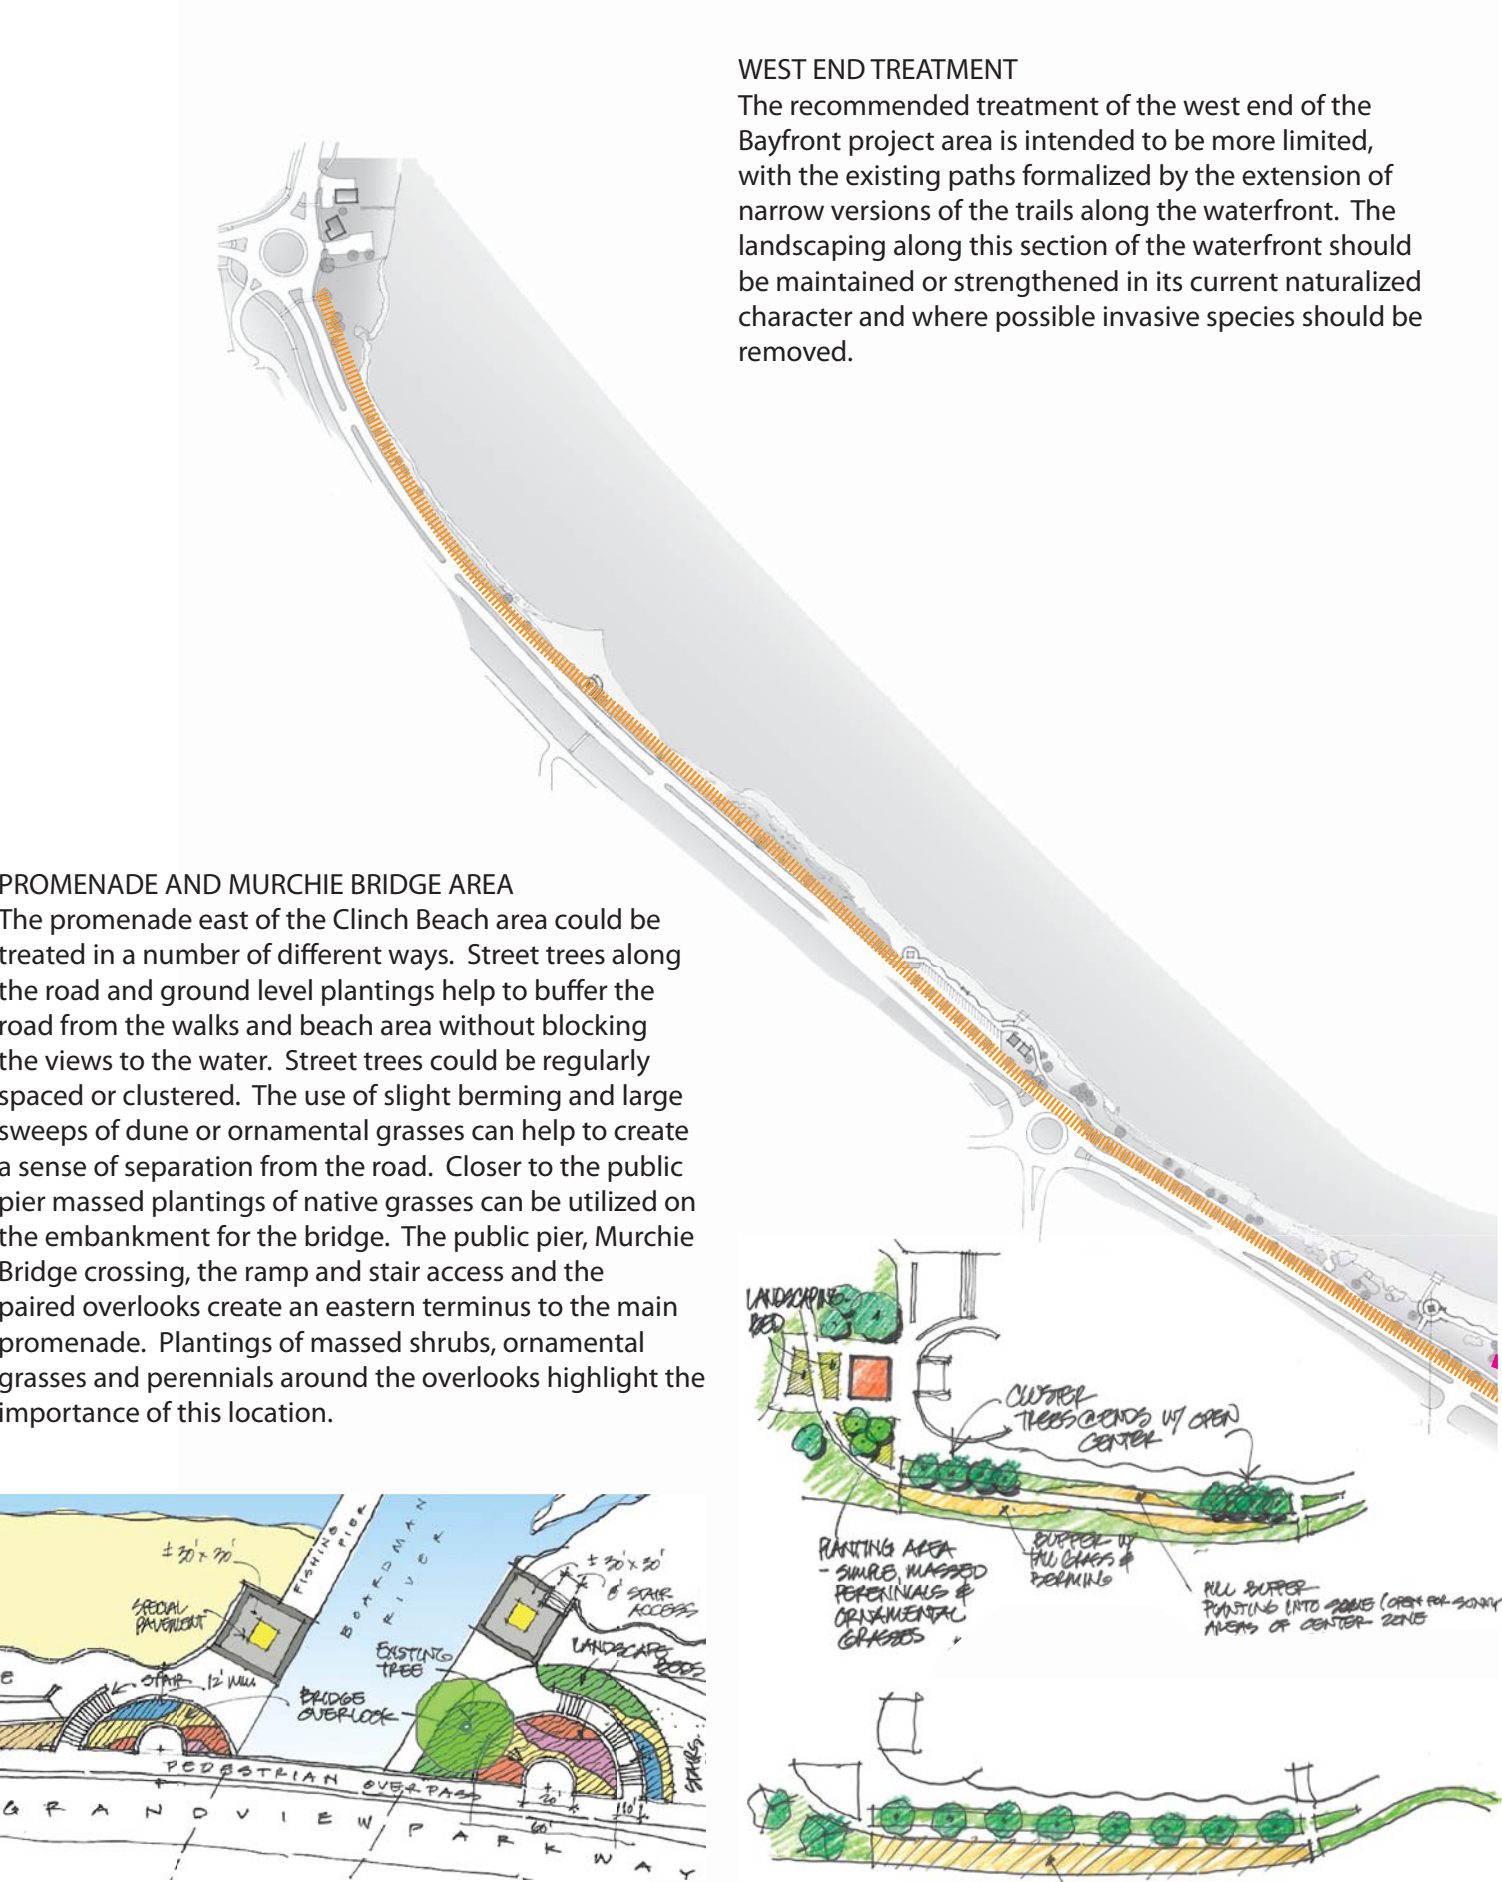 WEST END TREATMENT
The recommended treatment of the west end of the
Bayfront project area is intended to be more limited,
with the existing paths formalized by the extension of
narrow versions of the trails along the waterfront. The
landscaping along this section of the waterfront should
be maintained or strengthened in its current naturalized
character and where possible invasive species should be
removed.
PROMENADE AND MURCHIE BRIDGE AREA
The promenade east of the Clinch Beach area could be
treated in a number of different ways. Street trees along
the road and ground level plantings help to buffer the
road from the walks and beach area without blocking
the views to the water. Street trees could be regularly
spaced or clustered. The use of slight berming and large
sweeps of dune or ornamental grasses can help to create
a sense of separation from the road. Closer to the public
pier massed plantings of native grasses can be utilized on
the embankment for the bridge. The public pier, Murchie
Bridge crossing, the ramp and stair access and the
paired overlooks create an eastern terminus to the main
promenade. Plantings of massed shrubs, ornamental
grasses and perennials around the overlooks highlight the
importance of this location.
LANDSCAPING
BED
CLUSTER
TREES @ ENDS W/ OPEN
CENTER
PLANTING AREA
- SIMPLE, MASSED
PERENNIALS &
ORNAMENTAL
GRASSES
BUFFER W/
TALL GRASS &
BERMING
PULL BUFFER
PLANTING INTO SOME (OPEN FOR SONNY
AREAS OF CENTER ZONE
± 30' x 30'
FISHING
PIER
BOARDMAN
RIVER
± 30' x 30'
8' STAIR
ACCESS
SPECIAL
PAVEMENT
EXISTING
TREE
LANDSCAPE
BEDS
e
STAIR
12' WALK
BRIDGE
OVERLOOK
STAIRS
PEDESTRIAN OVERPASS
20'
10'
60'
GRANDVIEW PARKWAY